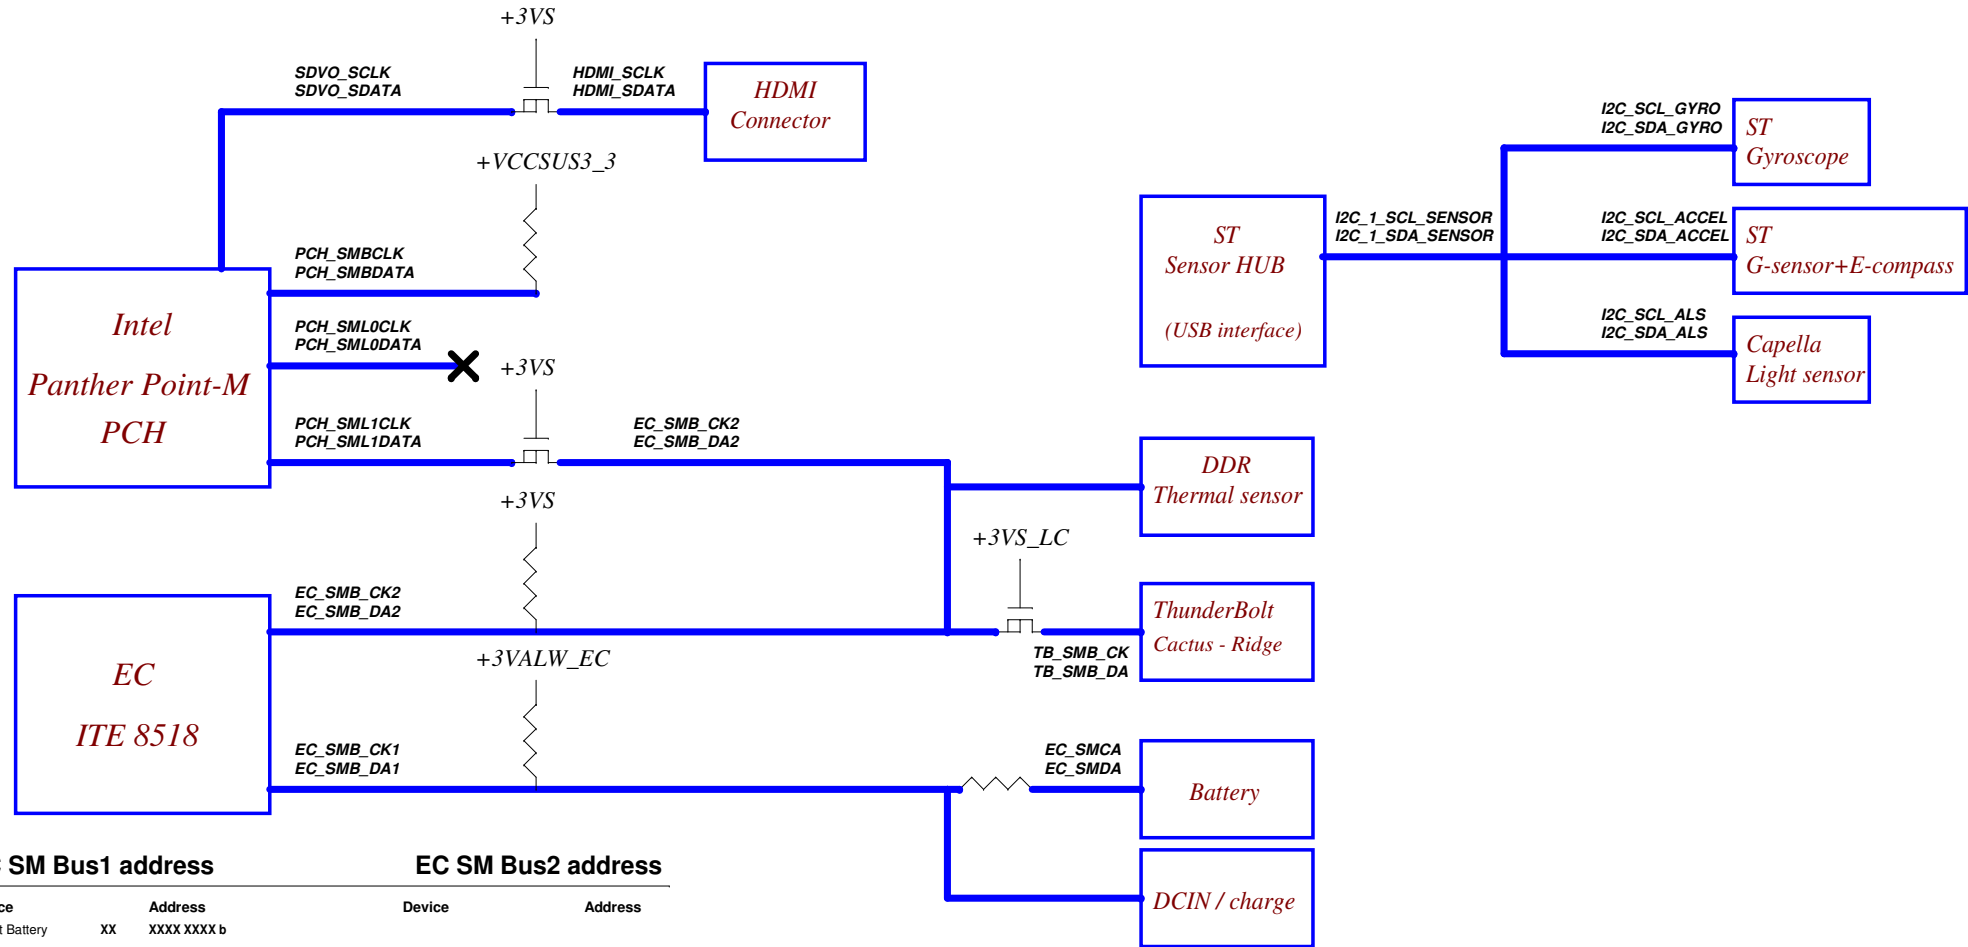 +3VS
SDVO_SCLK
SDVO_SDATA
HDMI_SCLK
HDMI_SDATA
HDMI
Connector
+VCCSUS3_3
PCH_SMBCLK
PCH_SMBDATA
Intel
Panther Point-M
PCH
PCH_SML0CLK
PCH_SML0DATA
+3VS
PCH_SML1CLK
PCH_SML1DATA
EC_SMB_CK2
EC_SMB_DA2
+3VS
DDR
Thermal sensor
+3VS_LC
EC_SMB_CK2
EC_SMB_DA2
ThunderBolt
Cactus - Ridge
TB_SMB_CK
TB_SMB_DA
+3VALW_EC
EC
ITE 8518
EC_SMB_CK1
EC_SMB_DA1
EC_SMCA
EC_SMDA
Battery
DCIN / charge
I2C_SCL_GYRO
I2C_SDA_GYRO
ST
Gyroscope
ST
Sensor HUB
(USB interface)
I2C_1_SCL_SENSOR
I2C_1_SDA_SENSOR
I2C_SCL_ACCEL
I2C_SDA_ACCEL
ST
G-sensor+E-compass
I2C_SCL_ALS
I2C_SDA_ALS
Capella
Light sensor
SM Bus1 address
EC SM Bus2 address
Address
Device
Address
Battery XX XXXX XXXX b